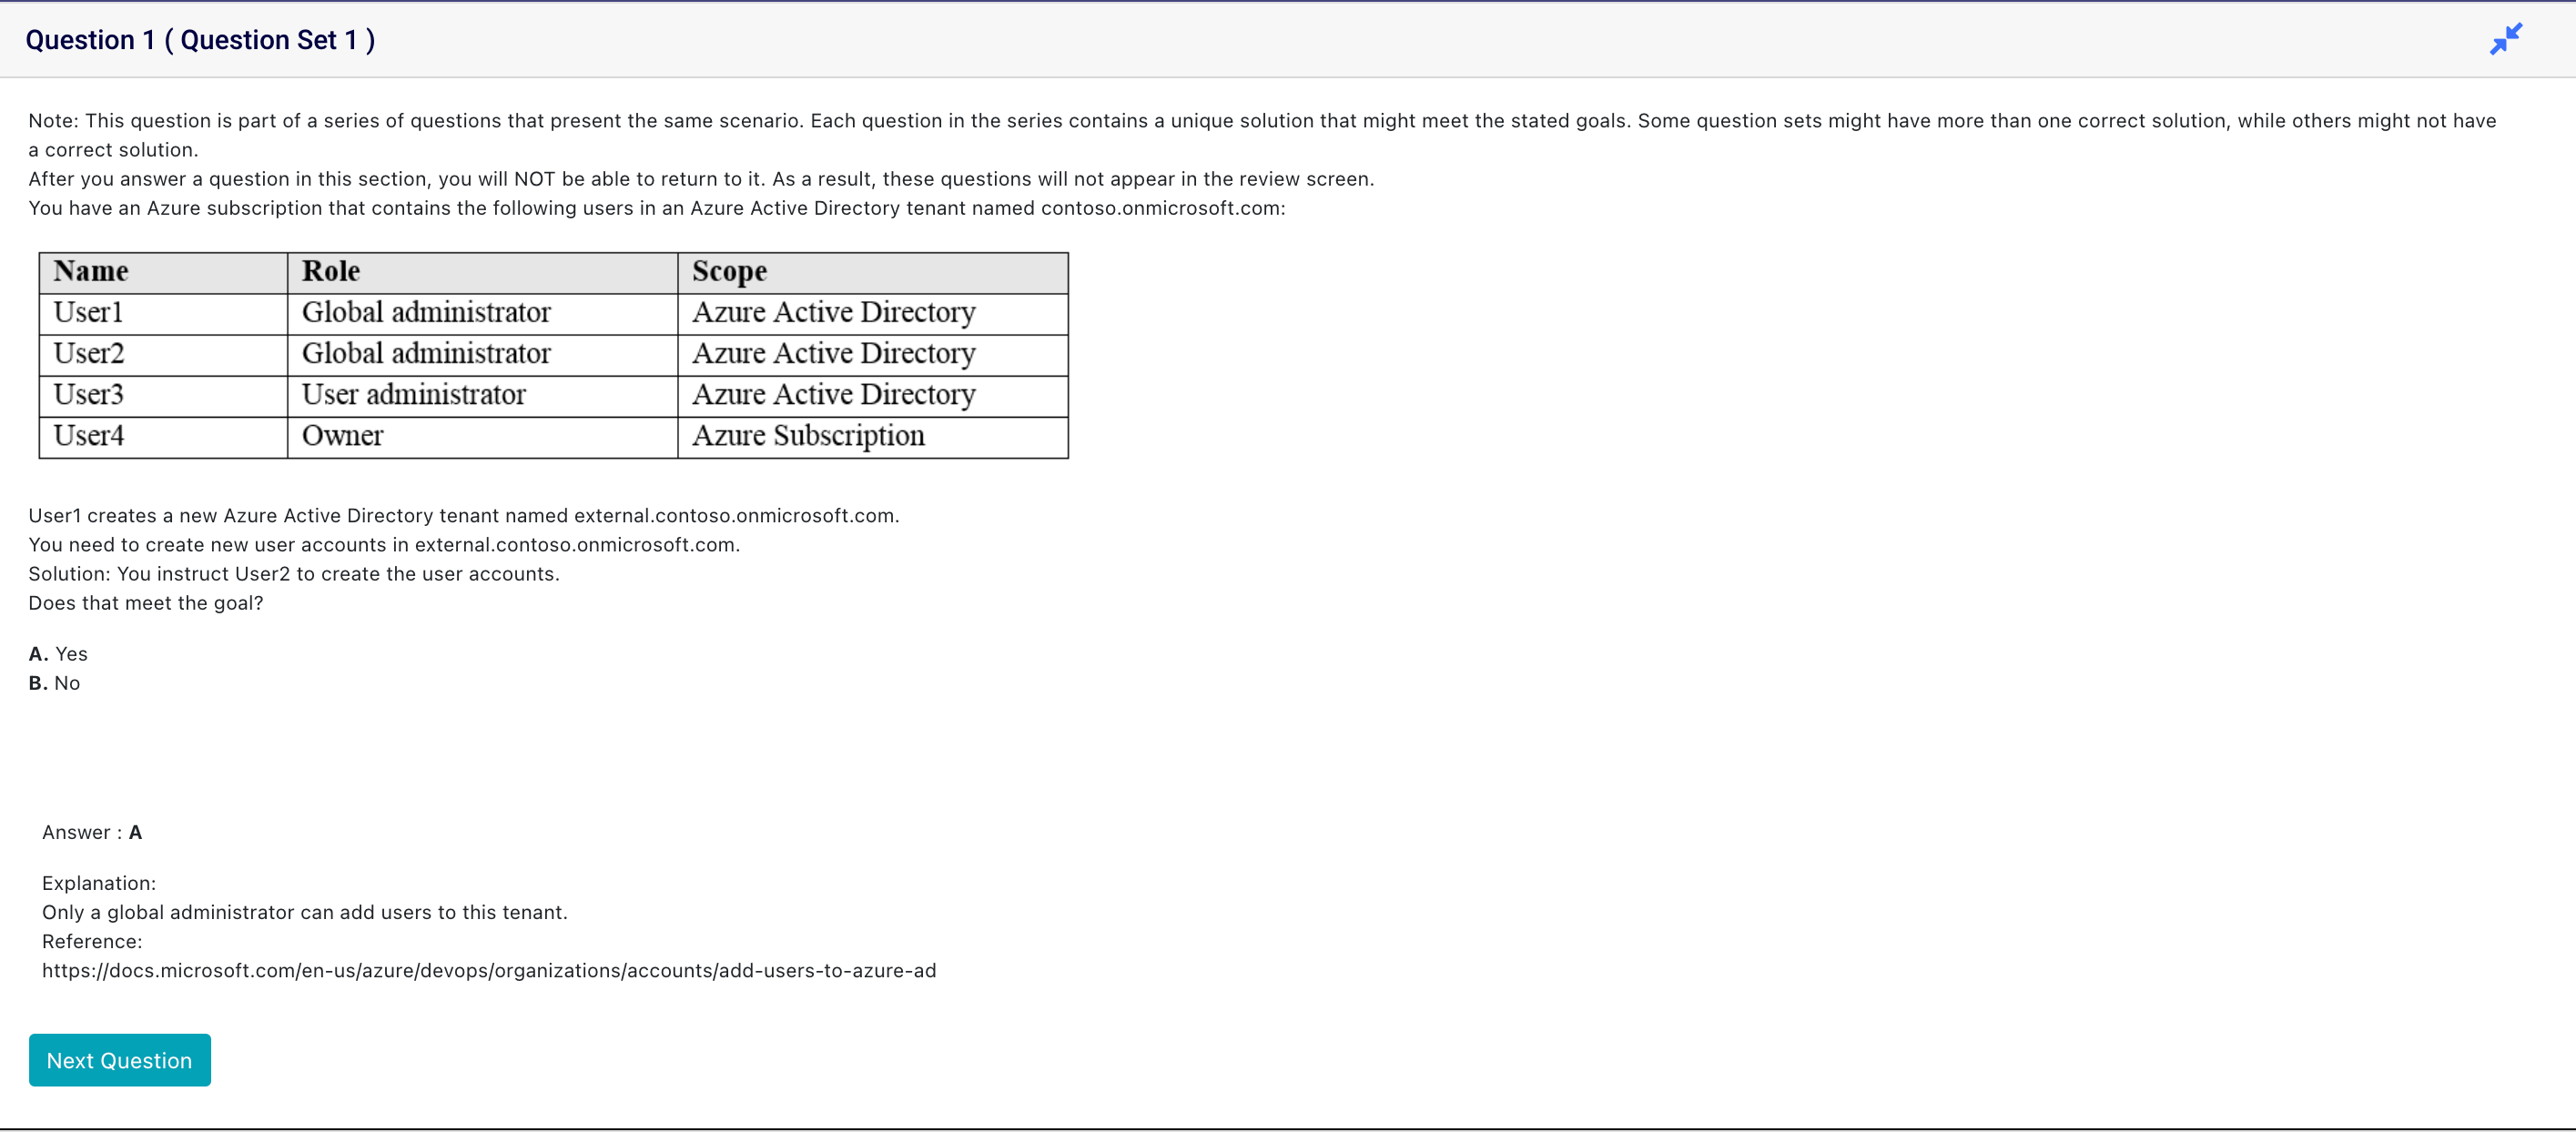 Question 1 ( Question Set 1 )
Note: This question is part of a series of questions that present the same scenario. Each question in the series contains a unique solution that might meet the stated goals. Some question sets might have more than one correct solution, while others might not have
a correct solution.
After you answer a question in this section, you will NOT be able to return to it. As a result, these questions will not appear in the review screen.
You have an Azure subscription that contains the following users in an Azure Active Directory tenant named contoso.onmicrosoft.com:
Name Role Scope
User1 Global administrator Azure Active Directory
User2 Global administrator Azure Active Directory
User3 User administrator Azure Active Directory
User4 Owner Azure Subscription
User1 creates a new Azure Active Directory tenant named external.contoso.onmicrosoft.com.
You need to create new user accounts in external.contoso.onmicrosoft.com.
Solution: You instruct User2 to create the user accounts.
Does that meet the goal?
A. Yes
B. No
Answer : A
Explanation:
Only a global administrator can add users to this tenant.
Reference:
https://docs.microsoft.com/en-us/azure/devops/organizations/accounts/add-users-to-azure-ad
Next Question